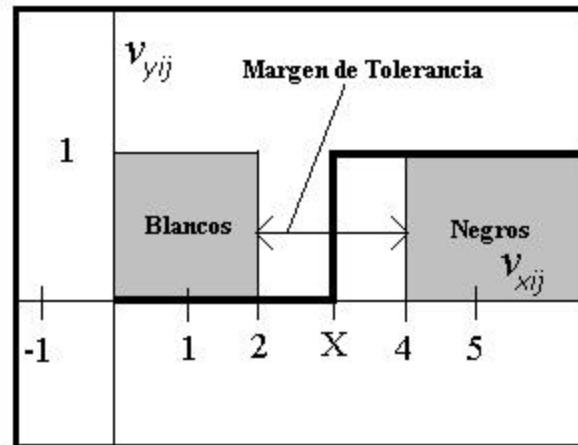 v_yij
Margen de Tolerancia
1
Blancos
Negros
v_xij
-1 1 2 X 4 5